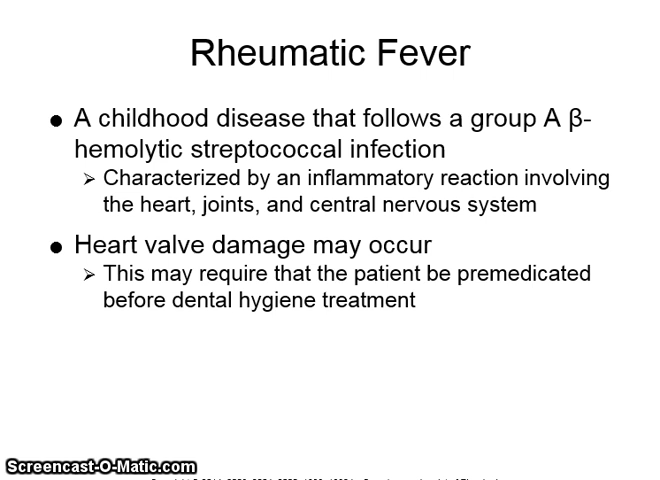 Rheumatic Fever
● A childhood disease that follows a group A β-
hemolytic streptococcal infection
➢ Characterized by an inflammatory reaction involving
the heart, joints, and central nervous system
● Heart valve damage may occur
➢ This may require that the patient be premedicated
before dental hygiene treatment
Screencast-O-Matic.com